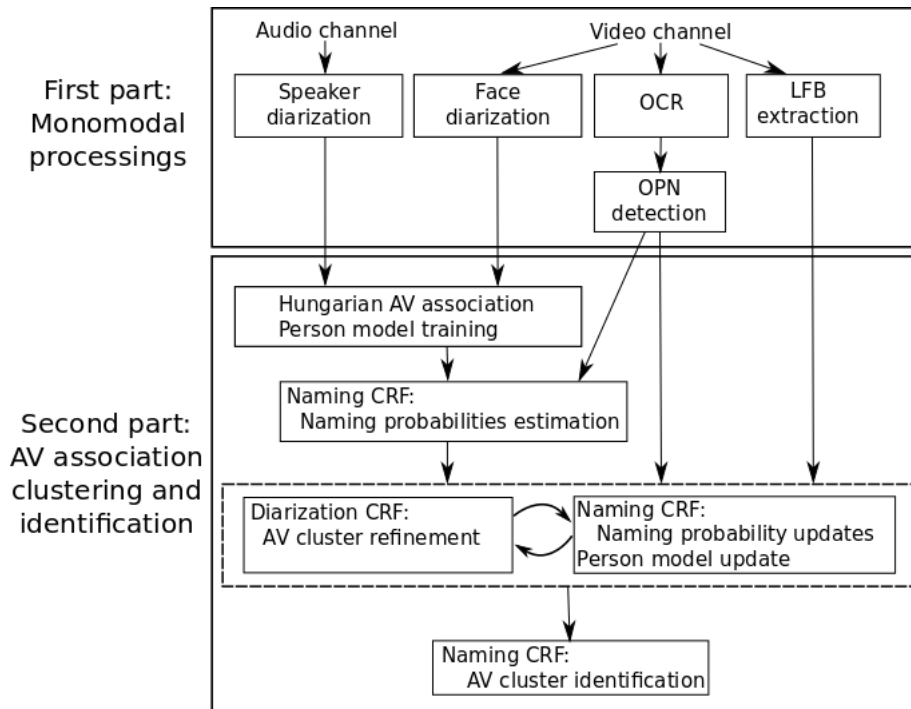 Audio channel
Video channel
First part:
Monomodal
processings
Speaker
diarization
Face
diarization
OCR
LFB
extraction
OPN
detection
Second part:
AV association
clustering and
identification
Hungarian AV association
Person model training
Naming CRF:
Naming probabilities estimation
Diarization CRF:
AV cluster refinement
Naming CRF:
Naming probability updates
Person model update
Naming CRF:
AV cluster identification